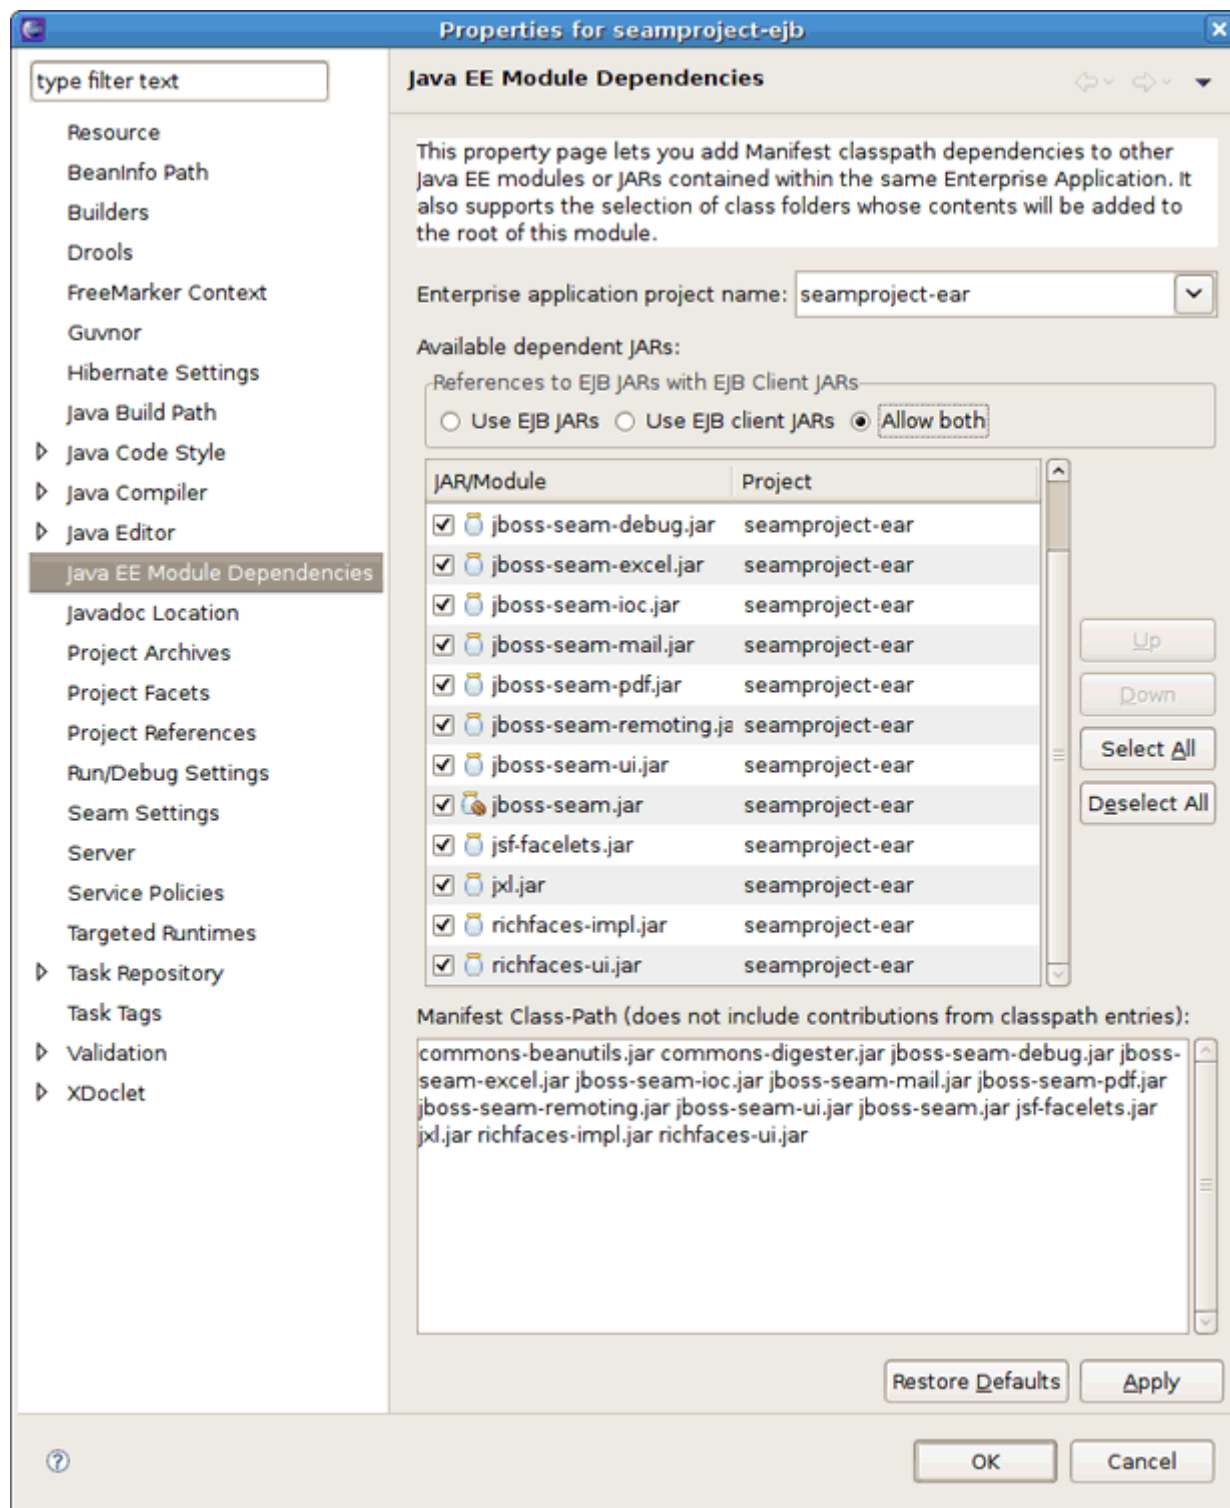 Properties for seamproject-ejb
type filter text
Resource
BeanInfo Path
Builders
Drools
FreeMarker Context
Guvnor
Hibernate Settings
Java Build Path
Java Code Style
Java Compiler
Java Editor
Java EE Module Dependencies
Javadoc Location
Project Archives
Project Facets
Project References
Run/Debug Settings
Seam Settings
Server
Service Policies
Targeted Runtimes
Task Repository
Task Tags
Validation
XDoclet
Java EE Module Dependencies
This property page lets you add Manifest classpath dependencies to other
Java EE modules or JARs contained within the same Enterprise Application. It
also supports the selection of class folders whose contents will be added to
the root of this module.
Enterprise application project name: seamproject-ear
Available dependent JARs:
References to EJB JARs with EJB Client JARs
Use EJB JARs Use EJB client JARs Allow both
JAR/Module Project
jboss-seam-debug.jar seamproject-ear
jboss-seam-excel.jar seamproject-ear
jboss-seam-ioc.jar seamproject-ear
jboss-seam-mail.jar seamproject-ear
jboss-seam-pdf.jar seamproject-ear
jboss-seam-remoting.ja seamproject-ear
jboss-seam-ui.jar seamproject-ear
jboss-seam.jar seamproject-ear
jsf-facelets.jar seamproject-ear
jxl.jar seamproject-ear
richfaces-impl.jar seamproject-ear
richfaces-ui.jar seamproject-ear
Up
Down
Select All
Deselect All
Manifest Class-Path (does not include contributions from classpath entries):
commons-beanutils.jar commons-digester.jar jboss-seam-debug.jar jboss-
seam-excel.jar jboss-seam-ioc.jar jboss-seam-mail.jar jboss-seam-pdf.jar
jboss-seam-remoting.jar jboss-seam-ui.jar jboss-seam.jar jsf-facelets.jar
jxl.jar richfaces-impl.jar richfaces-ui.jar
Restore Defaults Apply
OK Cancel